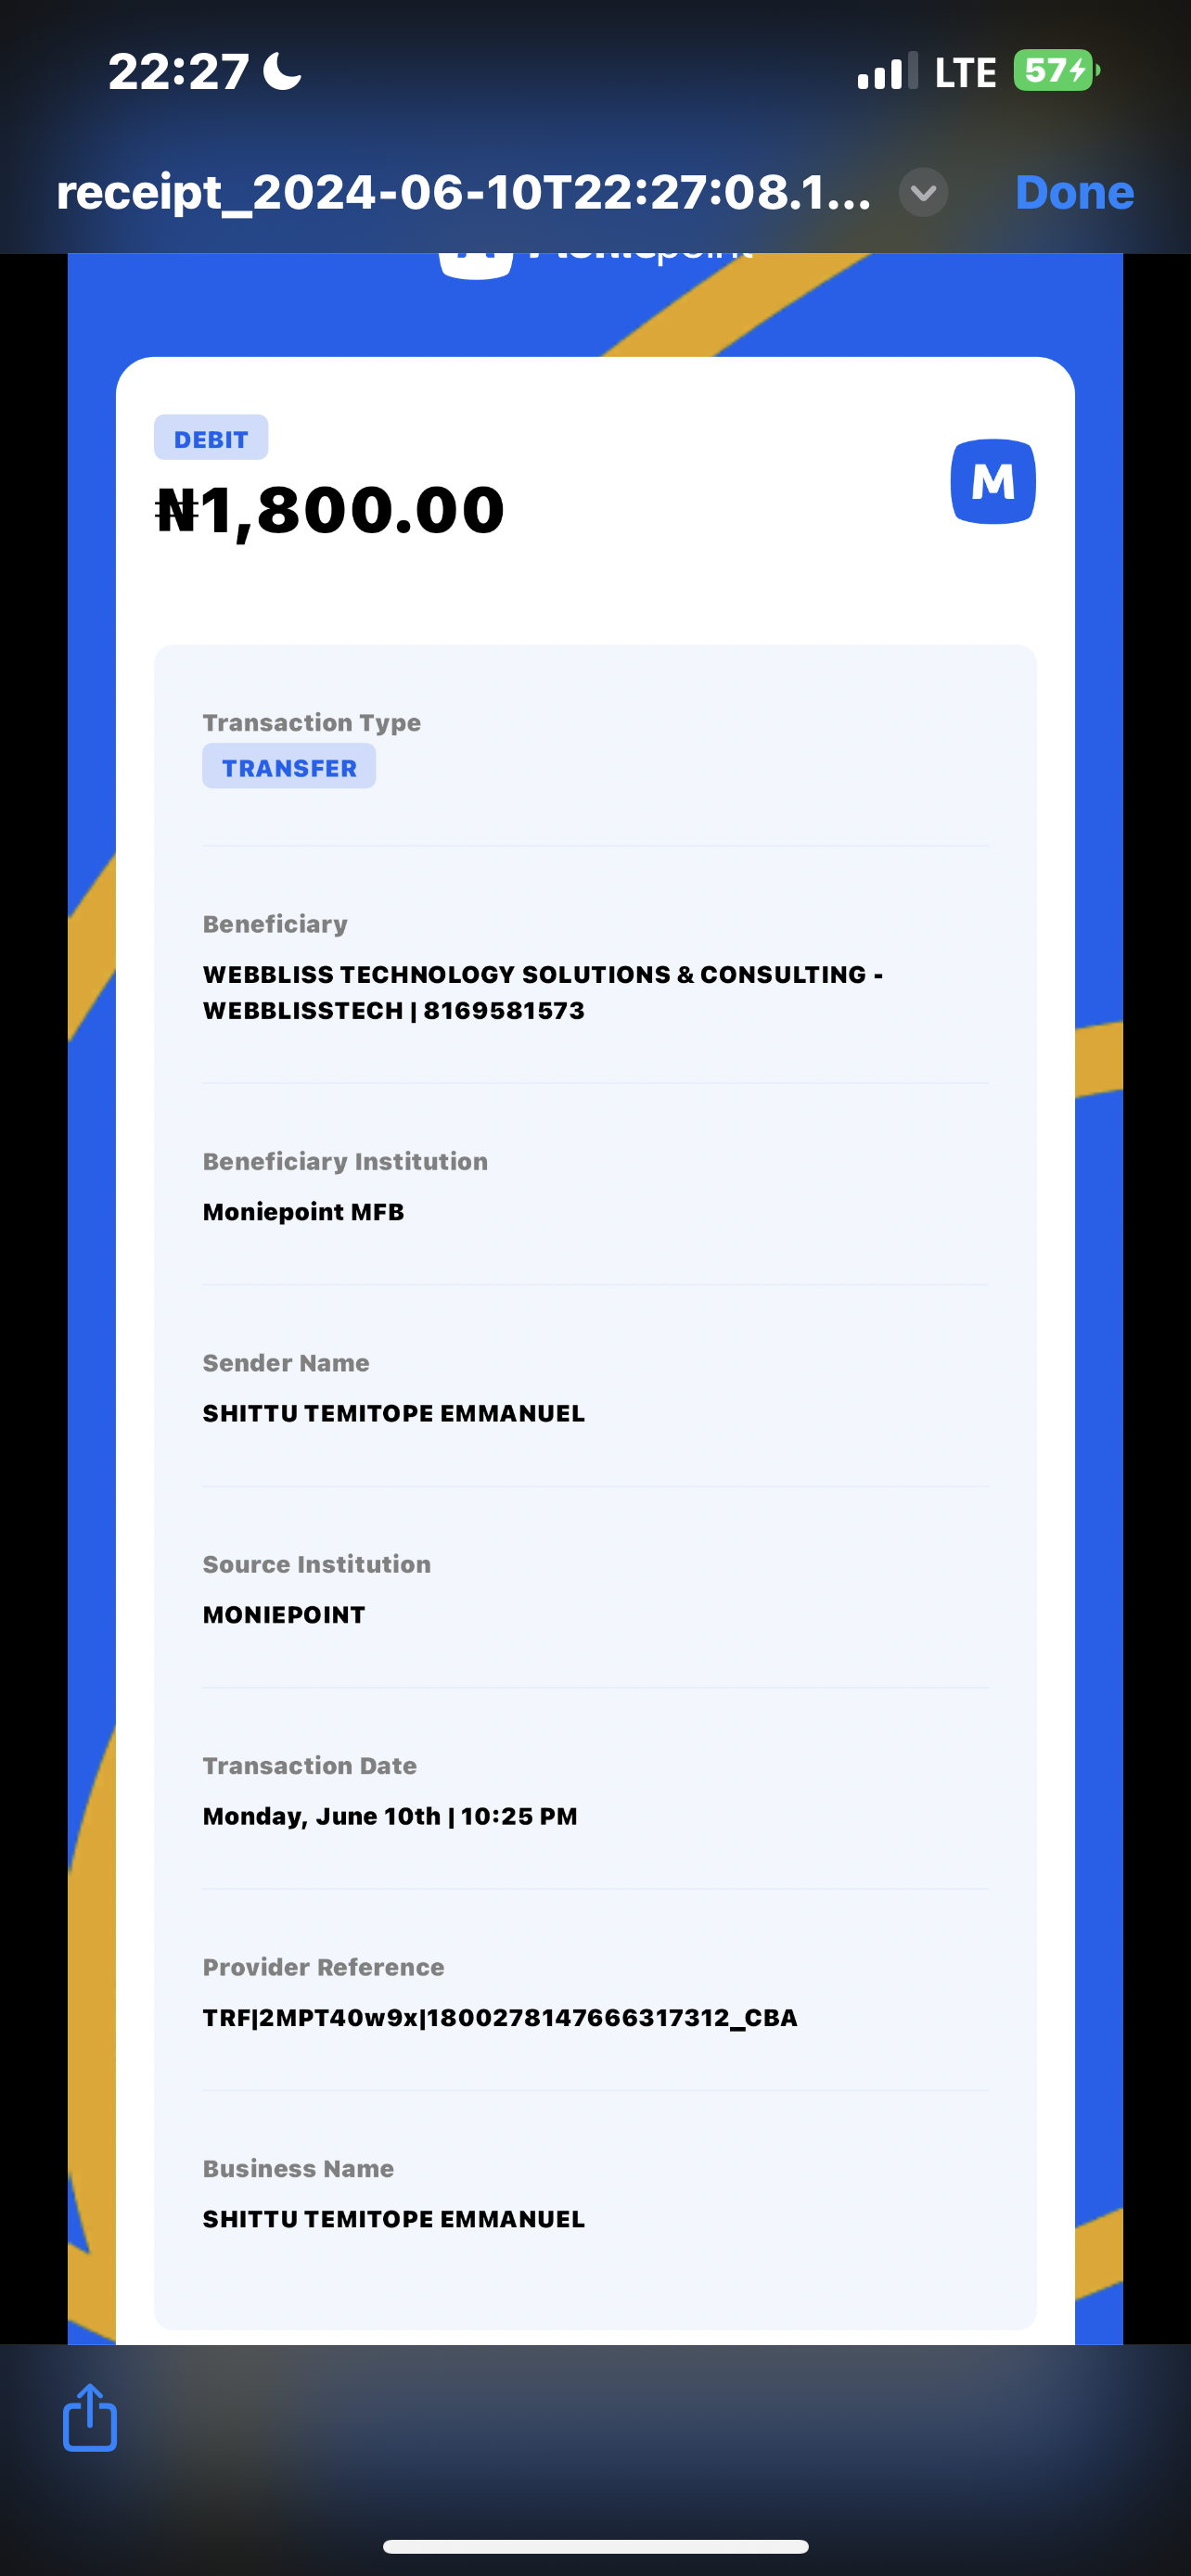 22:27 LTE 57
receipt_2024-06-10T22:27:08.1... Done
DEBIT
₦1,800.00
M
Transaction Type
TRANSFER
Beneficiary
WEBBLISS TECHNOLOGY SOLUTIONS & CONSULTING -
WEBBLISSTECH | 8169581573
Beneficiary Institution
Moniepoint MFB
Sender Name
SHITTU TEMITOPE EMMANUEL
Source Institution
MONIEPOINT
Transaction Date
Monday, June 10th | 10:25 PM
Provider Reference
TRF|2MPT40w9x|1800278147666317312_CBA
Business Name
SHITTU TEMITOPE EMMANUEL